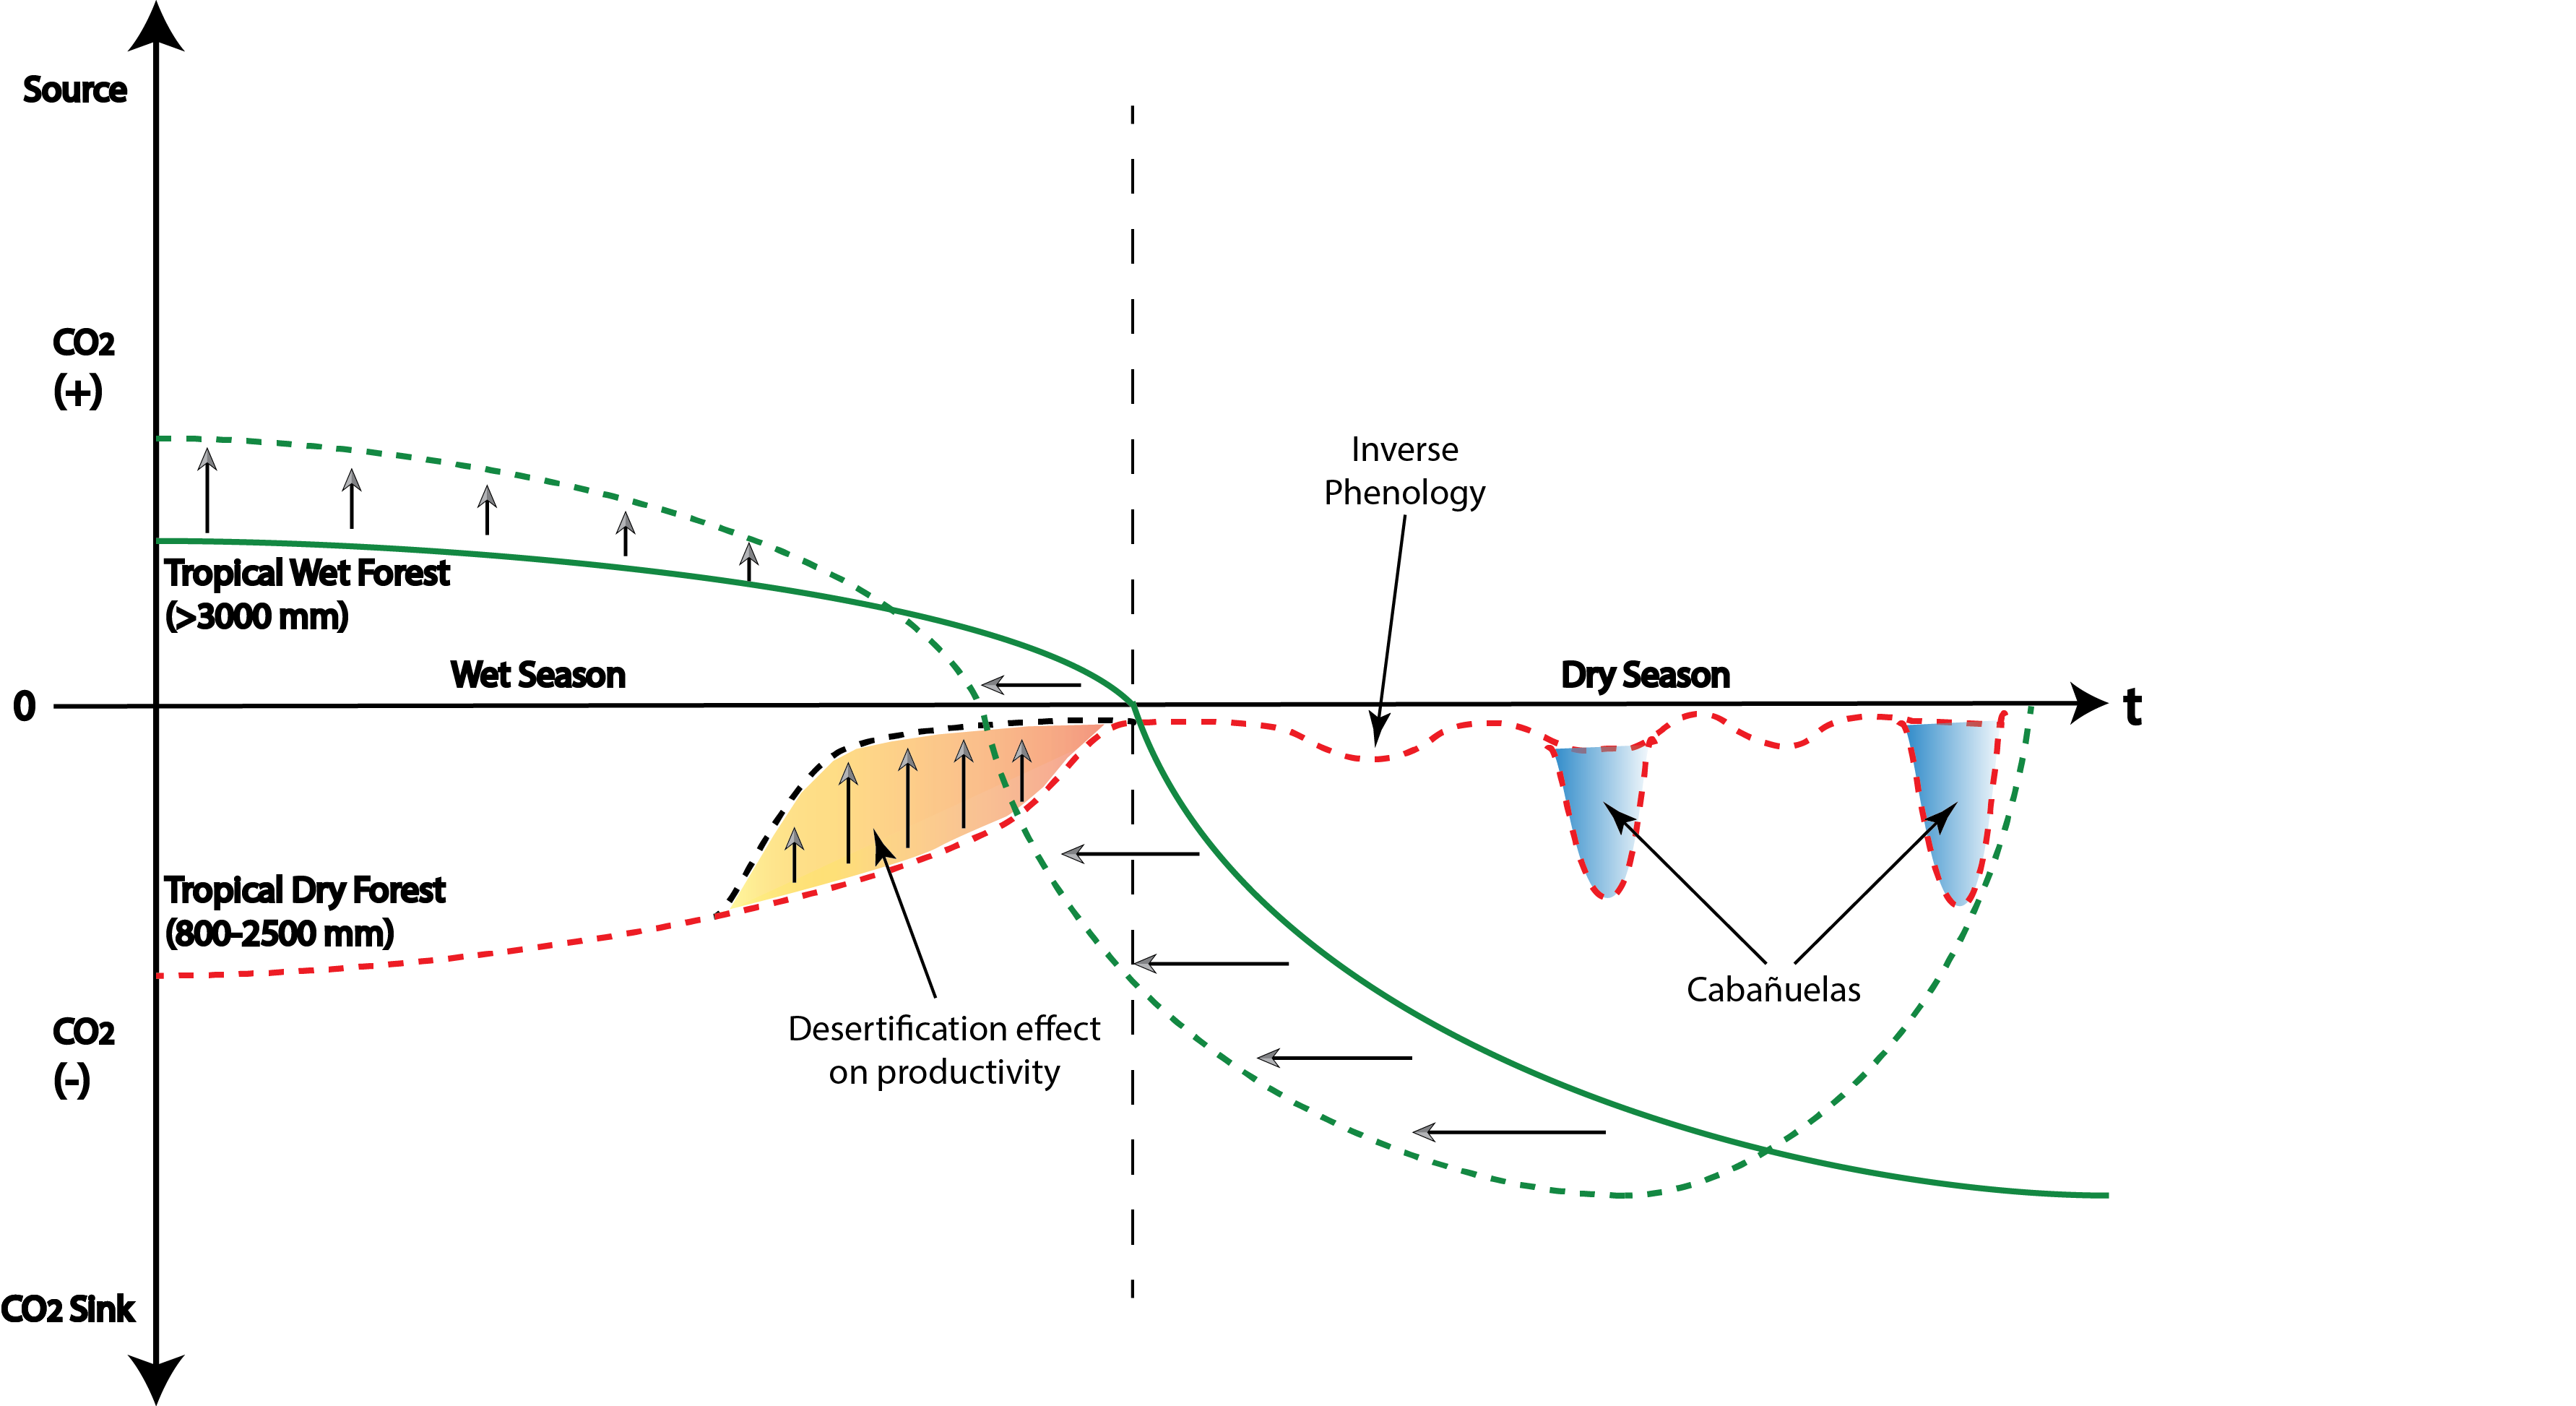 Source
CO2
(+)
Inverse
Phenology
Tropical Wet Forest
(>3000 mm)
Wet Season
Dry Season
0
t
Tropical Dry Forest
(800-2500 mm)
Cabañuelas
Desertification effect
on productivity
CO2
(-)
CO2 Sink